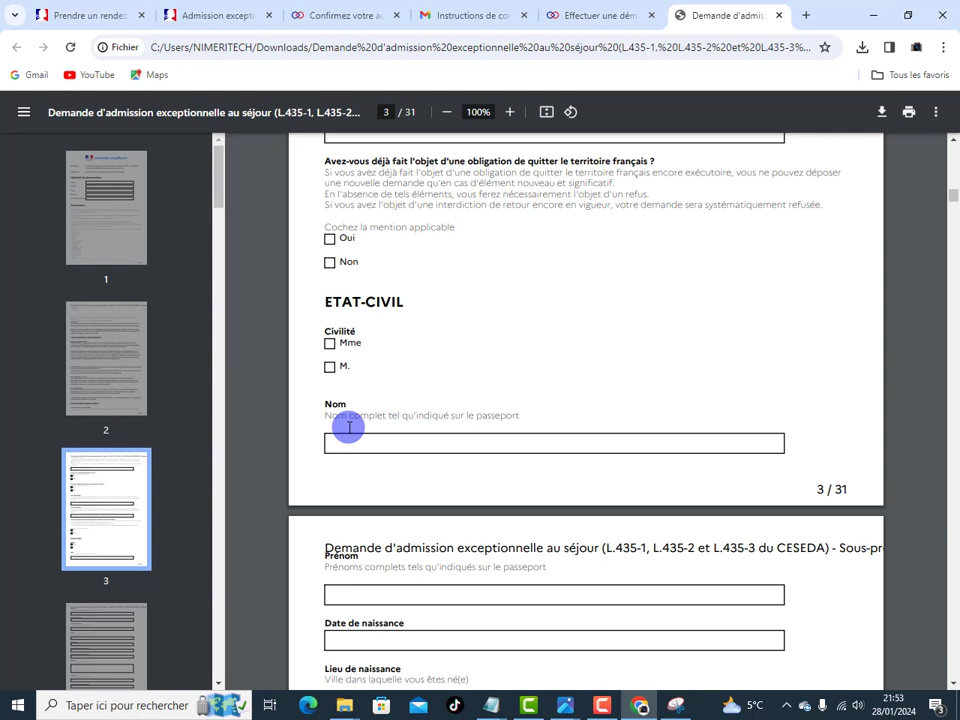 Prendre un rendez
Admission excepti
Confirmez votre ac
Instructions de con
Effectuer une dém
Demande d'admis
Fichier
C:/Users/NIMERITECH/Downloads/Demande%20d'admission%20exceptionnelle%20au%20séjour%20(L.435-1,%20L.435-2%20et%20L.435-3%...
Gmail
YouTube
Maps
Tous les favoris
Demande d'admission exceptionnelle au séjour (L.435-1, L.435-2...
3 / 31
100%
1
2
3
Avez-vous déjà fait l'objet d'une obligation de quitter le territoire français ?
Si vous avez déjà fait l'objet d'une obligation de quitter le territoire français encore exécutoire, vous ne pouvez déposer
une nouvelle demande qu'en cas d'élément nouveau et significatif.
En l'absence de tels éléments, vous ferez nécessairement l'objet d'un refus.
Si vous avez l'objet d'une interdiction de retour encore en vigueur, votre demande sera systématiquement refusée.
Cochez la mention applicable
Oui
Non
ETAT-CIVIL
Civilité
Mme
M.
Nom
Nom complet tel qu'indiqué sur le passeport
3 / 31
Demande d'admission exceptionnelle au séjour (L.435-1, L.435-2 et L.435-3 du CESEDA) - Sous-pr
Prénom
Prénoms complets tels qu'indiqués sur le passeport
Date de naissance
Lieu de naissance
Ville dans laquelle vous êtes né(e)
Taper ici pour rechercher
5°C
21:53
28/01/2024
3